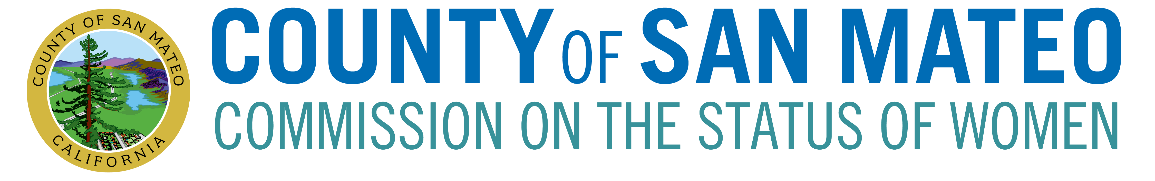 COUNTY OF SAN MATEO
CALIFORNIA
COUNTY OF SAN MATEO
COMMISSION ON THE STATUS OF WOMEN